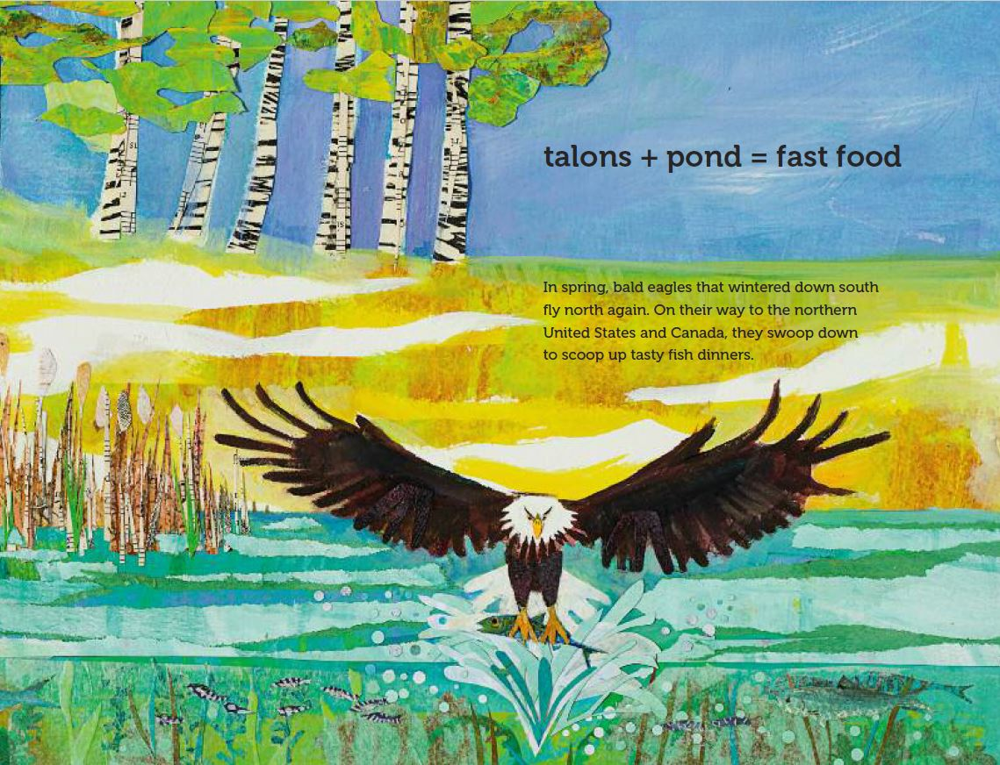 talons + pond = fast food
In spring, bald eagles that wintered down south
fly north again. On their way to the northern
United States and Canada, they swoop down
to scoop up tasty fish dinners.